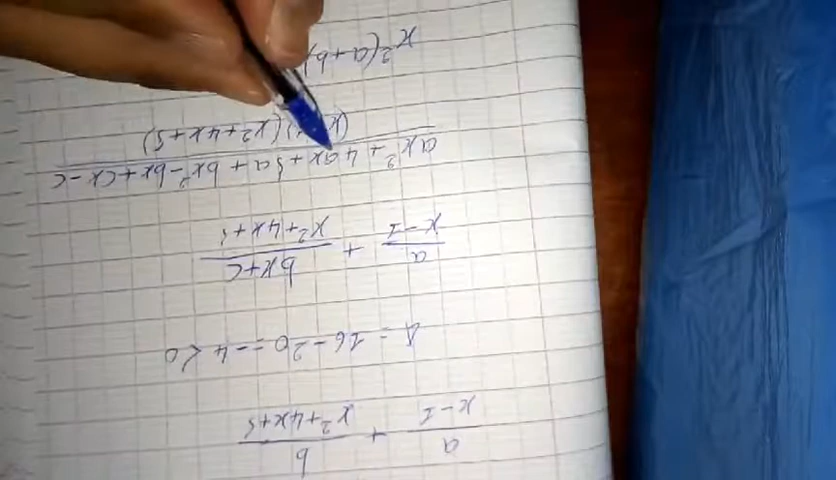 a/(x-1) + b/(x²+4x+5)
Δ = 16-20 = -4 < 0
a/(x-1) + (bx+c)/(x²+4x+5)
ax²+4ax+5a+bx²-bx+cx-c
(x²+4x+5)
x²(a+b)